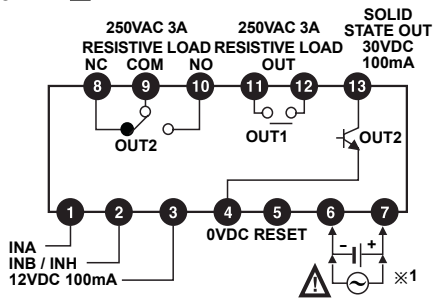 250VAC 3A 250VAC 3A SOLID
RESISTIVE LOAD RESISTIVE LOAD STATE OUT
NC COM NO OUT 30VDC
100mA
8 9 10 11 12 13
OUT2 OUT1 OUT2
1 2 3 4 5 6 7
0VDC RESET
INA
INB / INH
12VDC 100mA
- +
※1